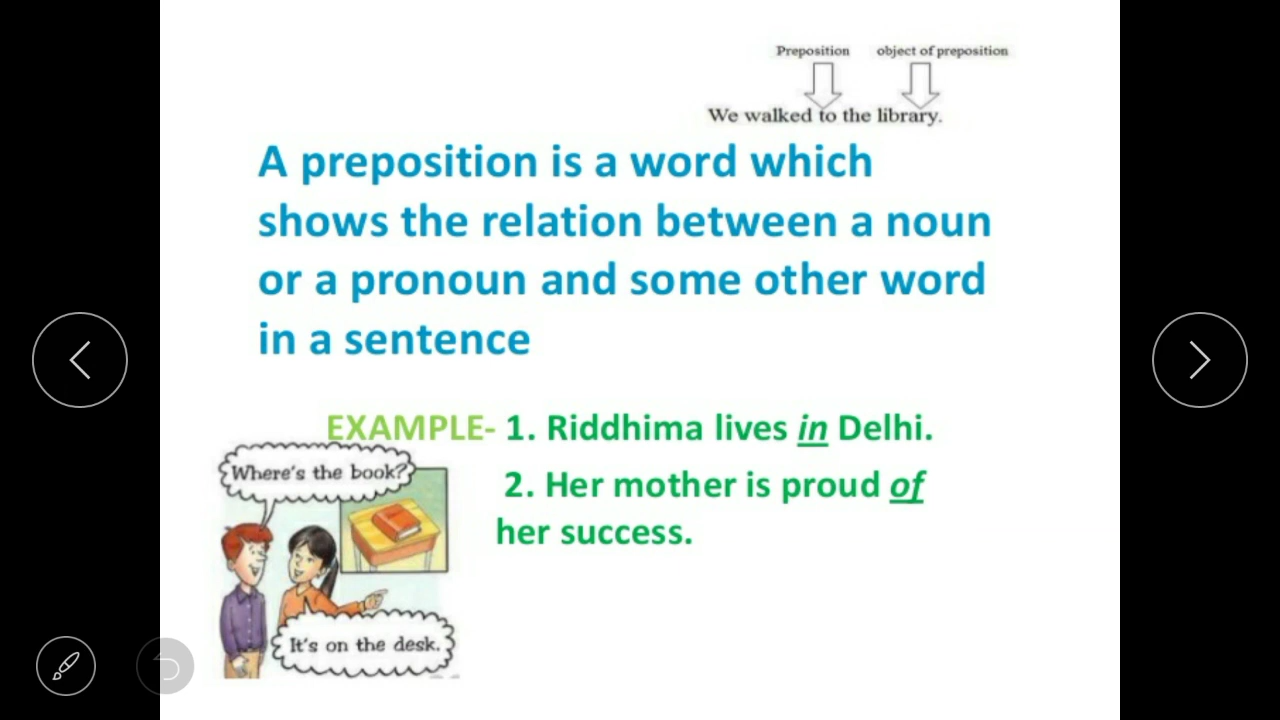 Preposition object of preposition
We walked to the library.
A preposition is a word which
shows the relation between a noun
or a pronoun and some other word
in a sentence
EXAMPLE- 1. Riddhima lives in Delhi.
2. Her mother is proud of
her success.
Where's the book?
It's on the desk.